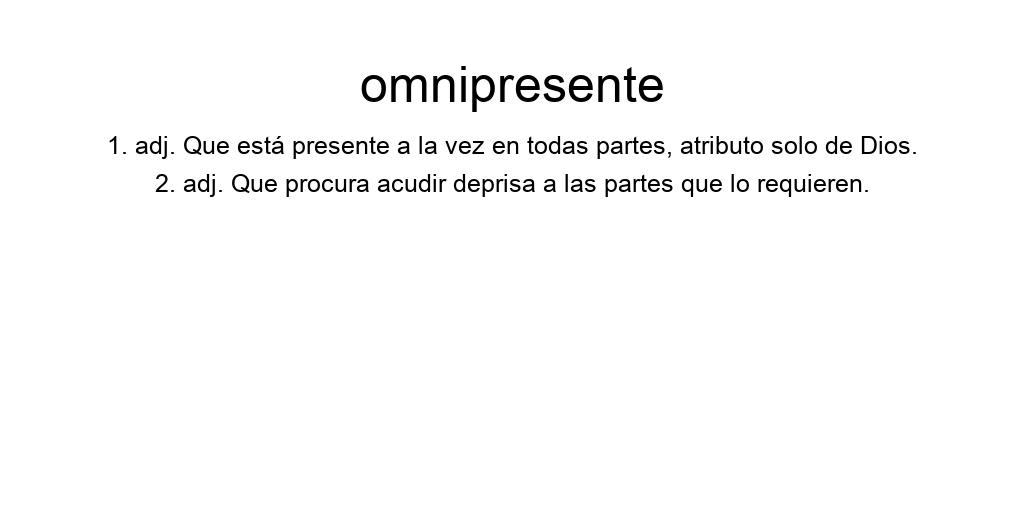 omnipresente
1. adj. Que está presente a la vez en todas partes, atributo solo de Dios.
2. adj. Que procura acudir deprisa a las partes que lo requieren.